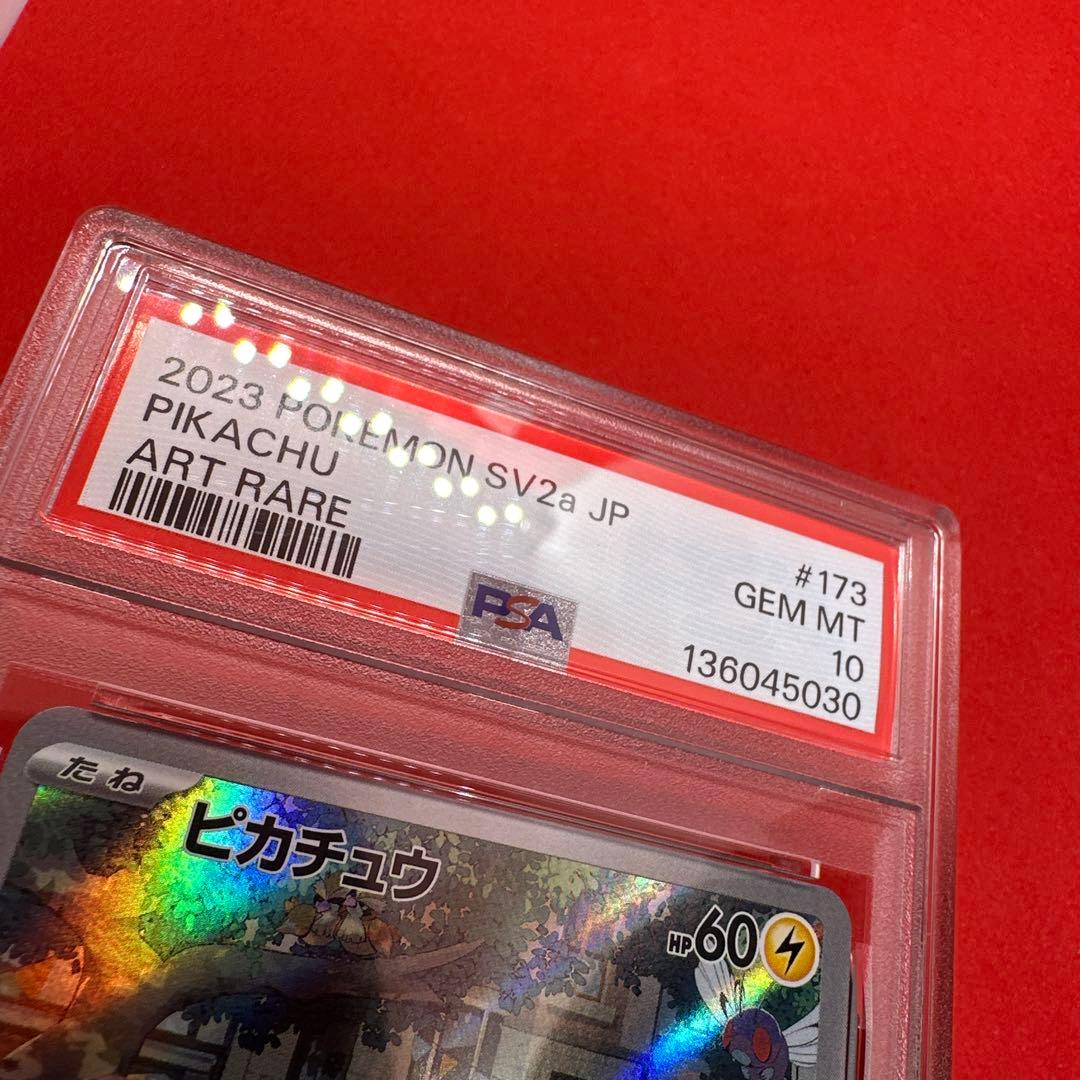 2023 POKEMON SV2a JP
PIKACHU
ART RARE
#173
GEM MT
10
136045030
PSA
たね
ピカチュウ
HP60